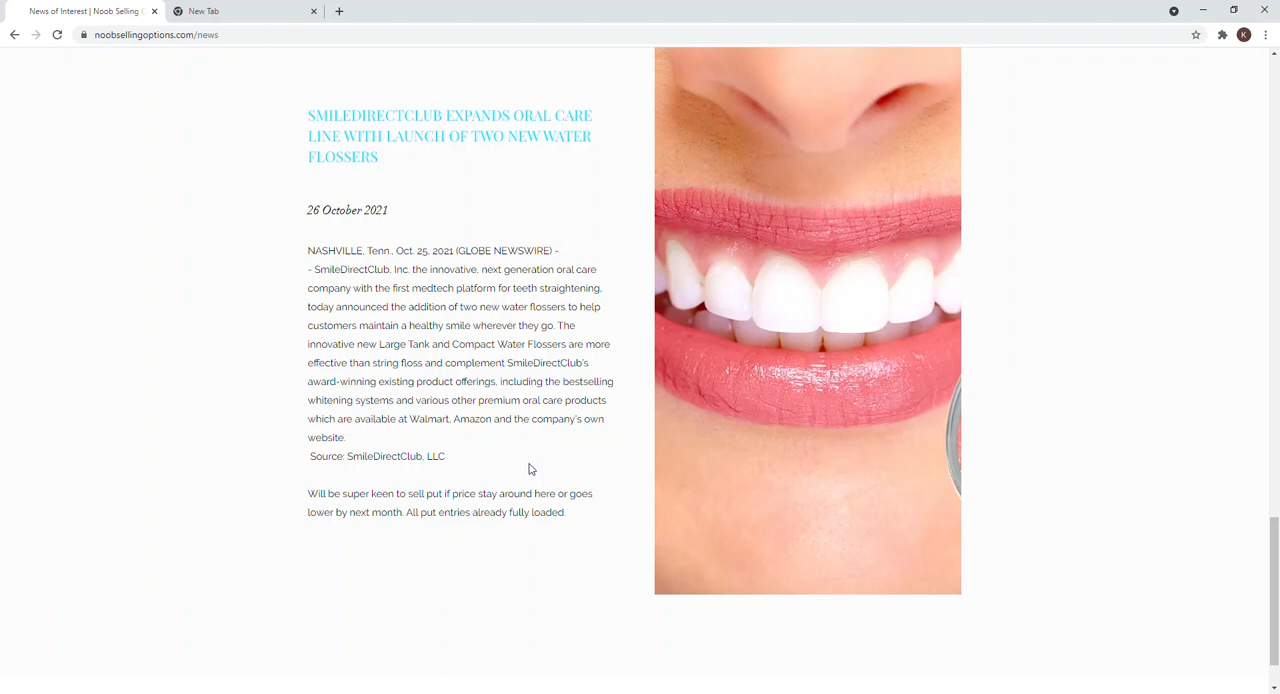 News of Interest | Noob Selling O
New Tab
noobsellingoptions.com/news
K
SMILEDIRECTCLUB EXPANDS ORAL CARE
LINE WITH LAUNCH OF TWO NEW WATER
FLOSSERS
26 October 2021
NASHVILLE, Tenn., Oct. 25, 2021 (GLOBE NEWSWIRE) -
- SmileDirectClub, Inc. the innovative, next generation oral care
company with the first medtech platform for teeth straightening,
today announced the addition of two new water flossers to help
customers maintain a healthy smile wherever they go. The
innovative new Large Tank and Compact Water Flossers are more
effective than string floss and complement SmileDirectClub's
award-winning existing product offerings, including the bestselling
whitening systems and various other premium oral care products
which are available at Walmart, Amazon and the company's own
website.
Source: SmileDirectClub, LLC
Will be super keen to sell put if price stay around here or goes
lower by next month. All put entries already fully loaded.